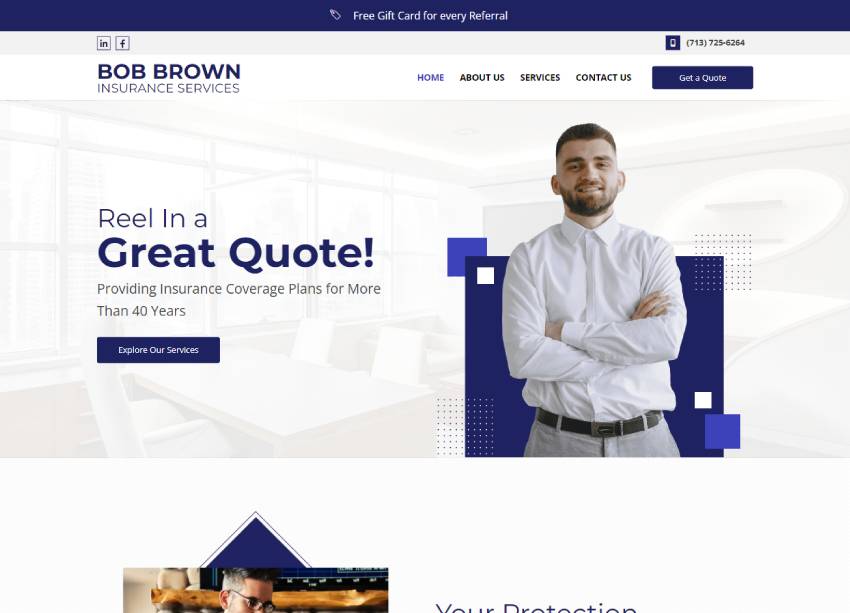 Free Gift Card for every Referral
(713) 725-6264
BOB BROWN
INSURANCE SERVICES
HOME ABOUT US SERVICES CONTACT US Get a Quote
Reel In a
Great Quote!
Providing Insurance Coverage Plans for More
Than 40 Years
Explore Our Services
Your Protection